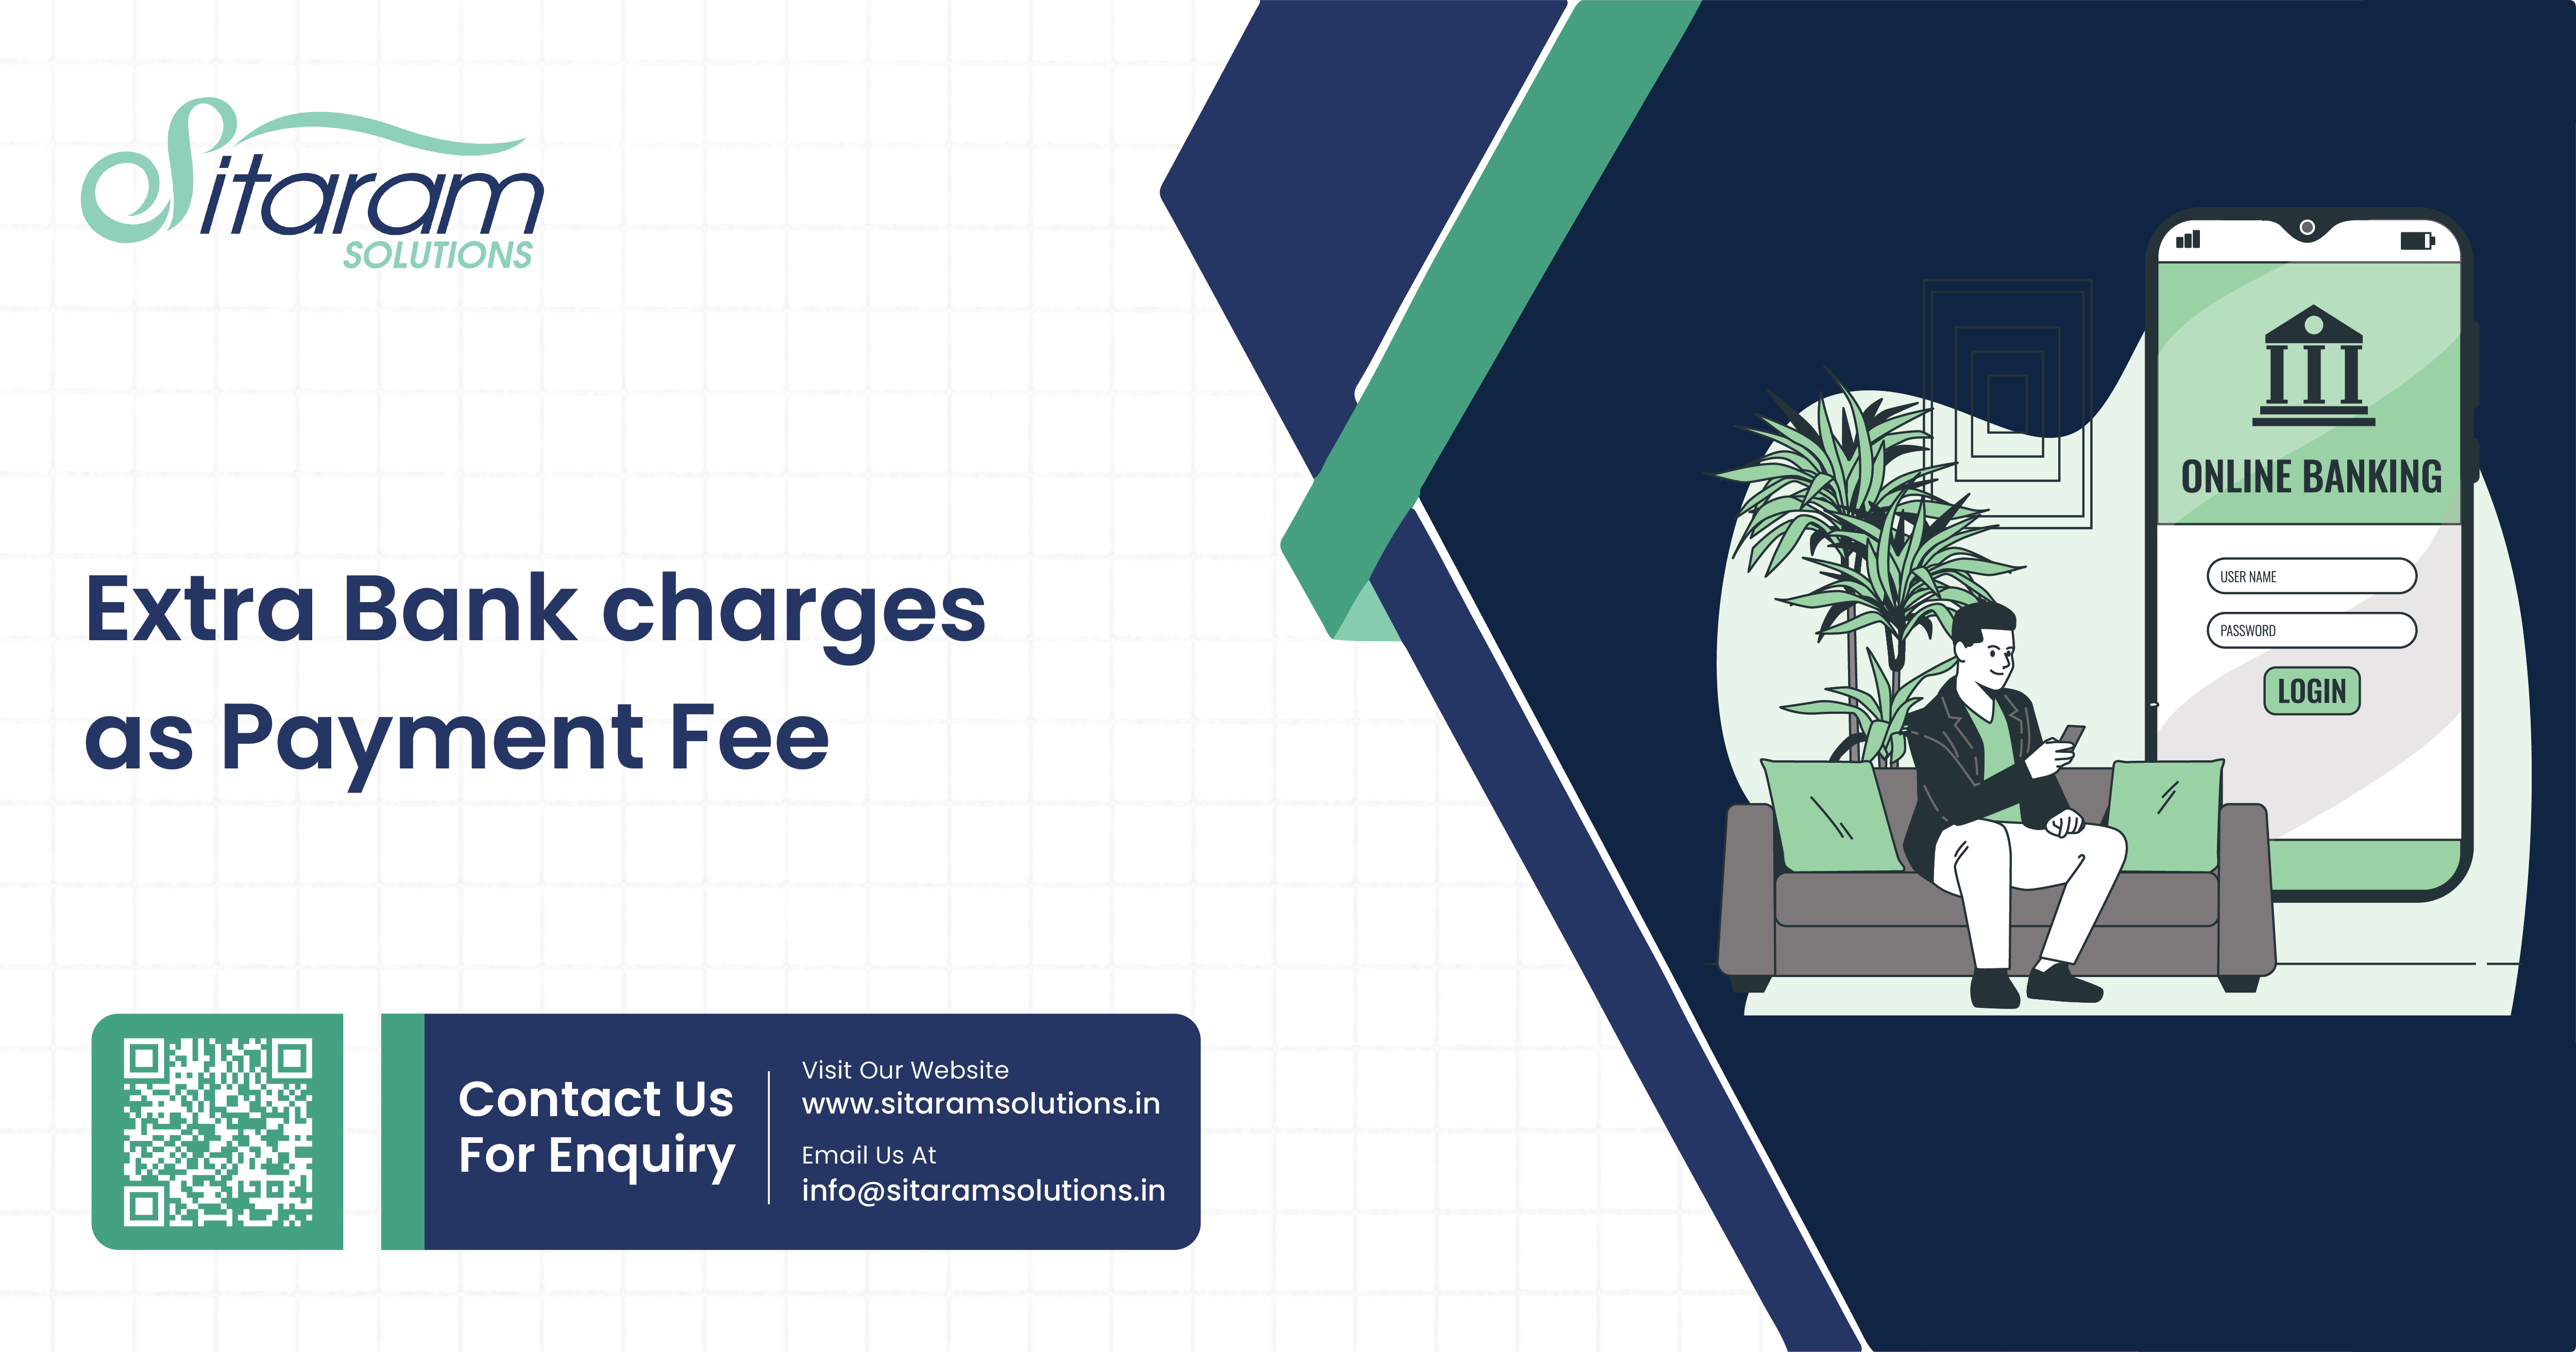 Sitaram
SOLUTIONS
Extra Bank charges
as Payment Fee
Contact Us
For Enquiry
Visit Our Website
www.sitaramsolutions.in
Email Us At
info@sitaramsolutions.in
ONLINE BANKING
USER NAME
PASSWORD
LOGIN